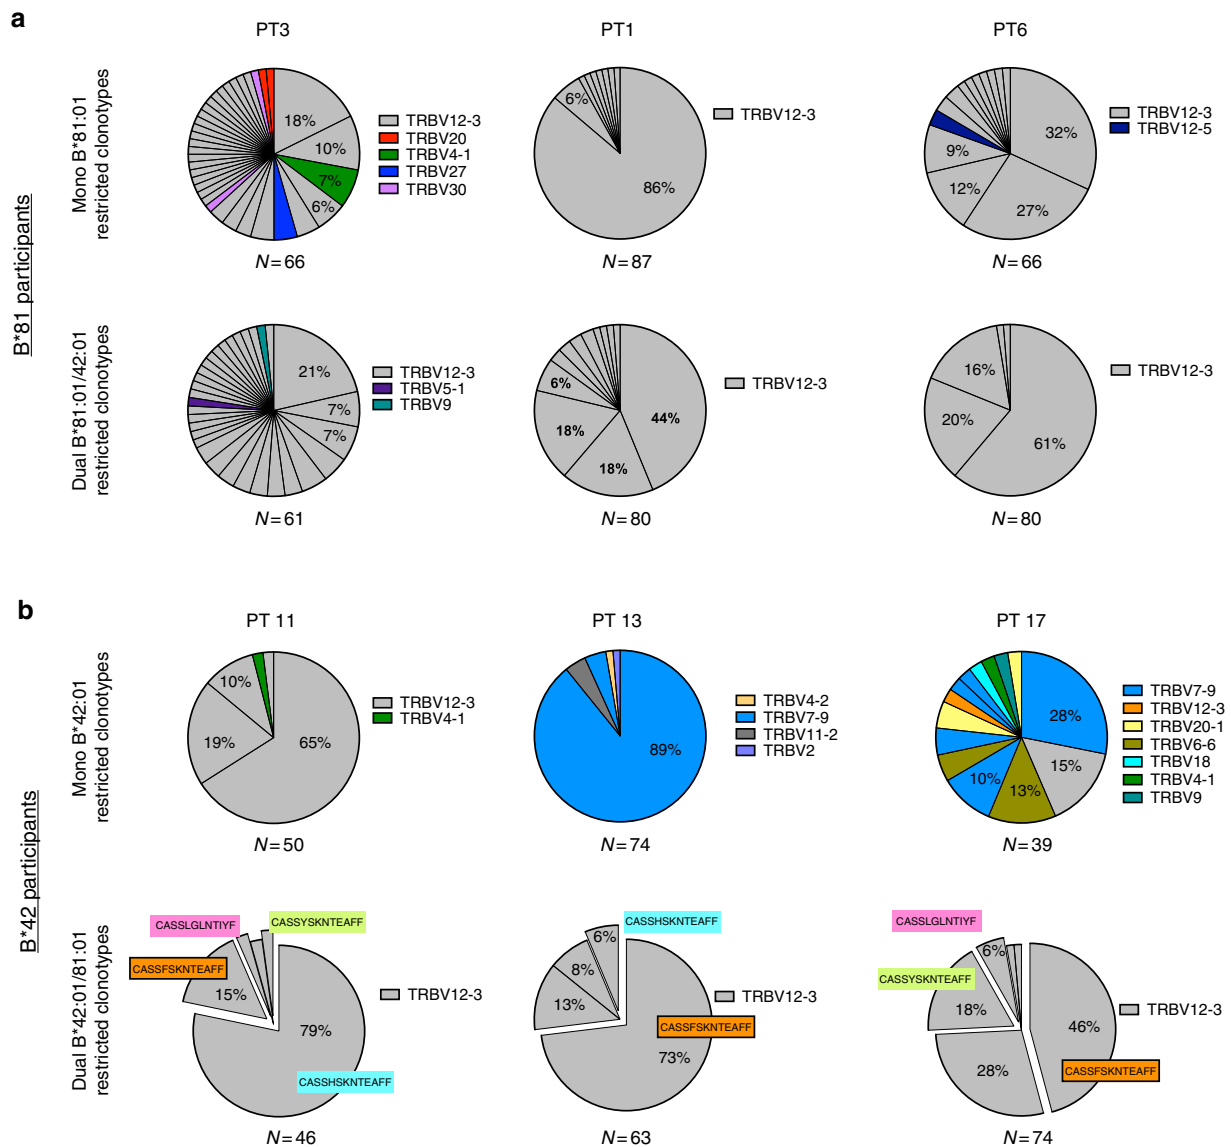 a
PT3
PT1
PT6
B*81 participants
Mono B*81:01
restricted clonotypes
18%
10%
7%
6%
TRBV12-3
TRBV20
TRBV4-1
TRBV27
TRBV30
N=66
6%
86%
TRBV12-3
N=87
32%
27%
12%
9%
TRBV12-3
TRBV12-5
N=66
Dual B*81:01/42:01
restricted clonotypes
21%
7%
7%
TRBV12-3
TRBV5-1
TRBV9
N=61
6%
44%
18%
18%
TRBV12-3
N=80
16%
20%
61%
TRBV12-3
N=80
b
PT 11
PT 13
PT 17
B*42 participants
Mono B*42:01
restricted clonotypes
10%
19%
65%
TRBV12-3
TRBV4-1
N=50
89%
TRBV4-2
TRBV7-9
TRBV11-2
TRBV2
N=74
28%
15%
13%
10%
TRBV7-9
TRBV12-3
TRBV20-1
TRBV6-6
TRBV18
TRBV4-1
TRBV9
N=39
Dual B*42:01/81:01
restricted clonotypes
CASSLGLNTIYF
CASSYSKNTEAFF
CASSFSKNTEAFF
15%
79%
CASSHSKNTEAFF
TRBV12-3
N=46
CASSHSKNTEAFF
6%
8%
13%
CASSFSKNTEAFF
73%
TRBV12-3
N=63
CASSLGLNTIYF
6%
CASSYSKNTEAFF
18%
46%
28%
CASSFSKNTEAFF
TRBV12-3
N=74